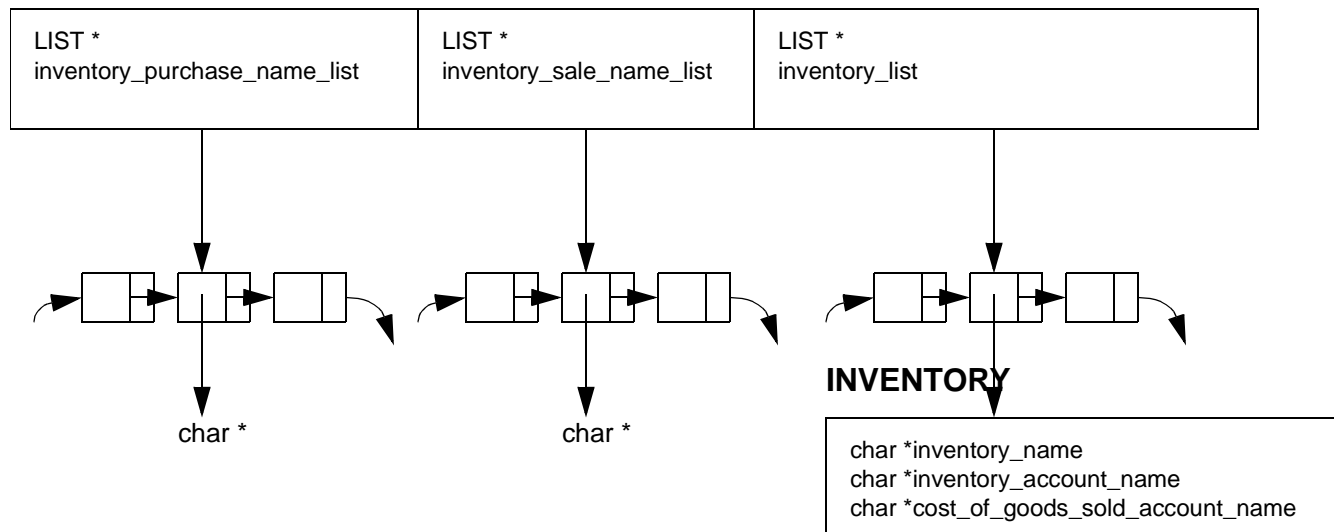 LIST *
inventory_purchase_name_list
LIST *
inventory_sale_name_list
LIST *
inventory_list
char *
char *
INVENTORY
char *inventory_name
char *inventory_account_name
char *cost_of_goods_sold_account_name